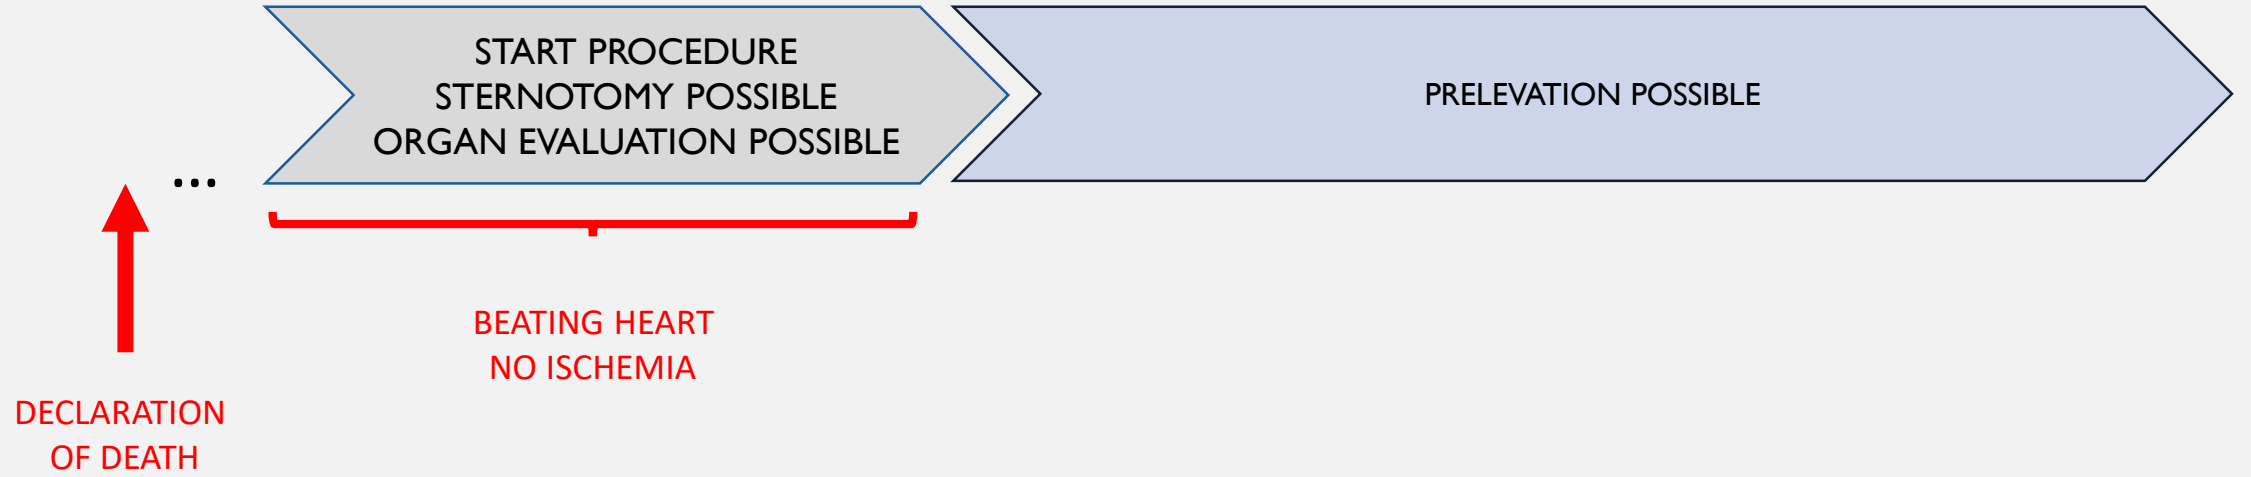 START PROCEDURE
STERNOTOMY POSSIBLE
ORGAN EVALUATION POSSIBLE
PRELEVATION POSSIBLE
...
BEATING HEART
NO ISCHEMIA
DECLARATION
OF DEATH